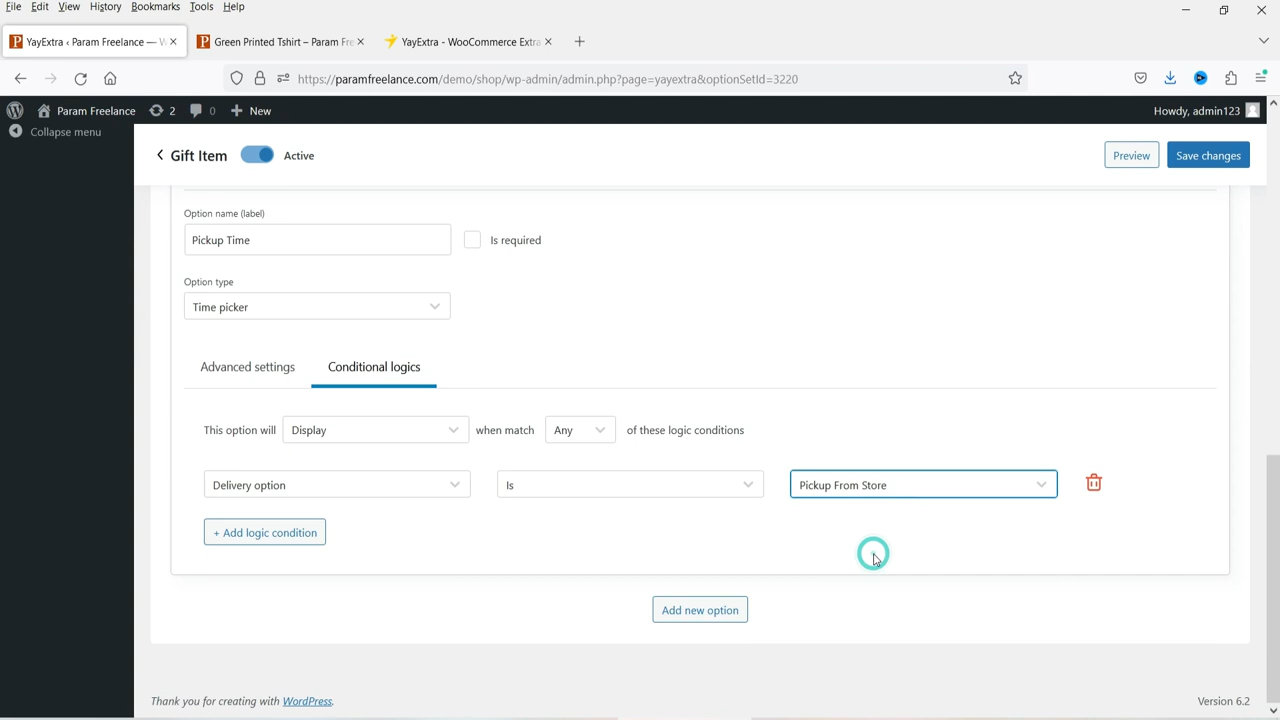 File Edit View History Bookmarks Tools Help
YayExtra ‹ Param Freelance — W
Green Printed Tshirt – Param Fre
YayExtra - WooCommerce Extra
https://paramfreelance.com/demo/shop/wp-admin/admin.php?page=yayextra&optionSetId=3220
Param Freelance 2 0 New
Howdy, admin123
Collapse menu
Gift Item
Active
Preview
Save changes
Option name (label)
Pickup Time
Is required
Option type
Time picker
Advanced settings
Conditional logics
This option will Display when match Any of these logic conditions
Delivery option
Is
Pickup From Store
+ Add logic condition
Add new option
Thank you for creating with WordPress.
Version 6.2